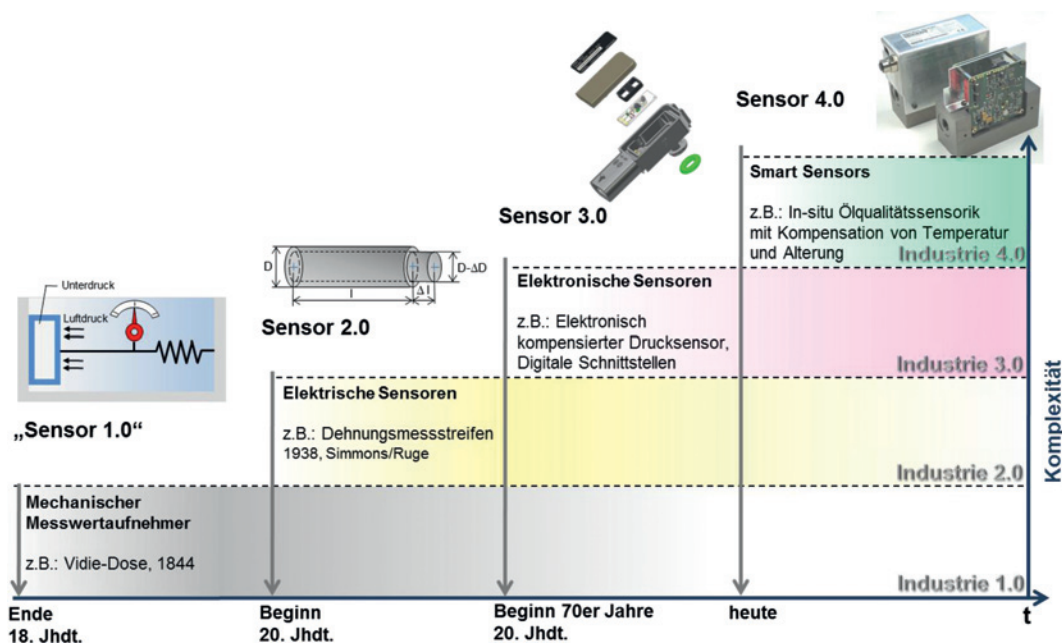 Sensor 4.0
Smart Sensors
z.B.: In-situ Ölqualitätssensorik
mit Kompensation von Temperatur
und Alterung
Industrie 4.0
Sensor 3.0
Elektronische Sensoren
z.B.: Elektronisch
kompensierter Drucksensor,
Digitale Schnittstellen
Industrie 3.0
D
D-ΔD
l
Δ l
Sensor 2.0
Elektrische Sensoren
z.B.: Dehnungsmessstreifen
1938, Simmons/Ruge
Industrie 2.0
Unterdruck
Luftdruck
„Sensor 1.0“
Mechanischer
Messwertaufnehmer
z.B.: Vidie-Dose, 1844
Industrie 1.0
Komplexität
Ende
18. Jhdt.
Beginn
20. Jhdt.
Beginn 70er Jahre
20. Jhdt.
heute
t